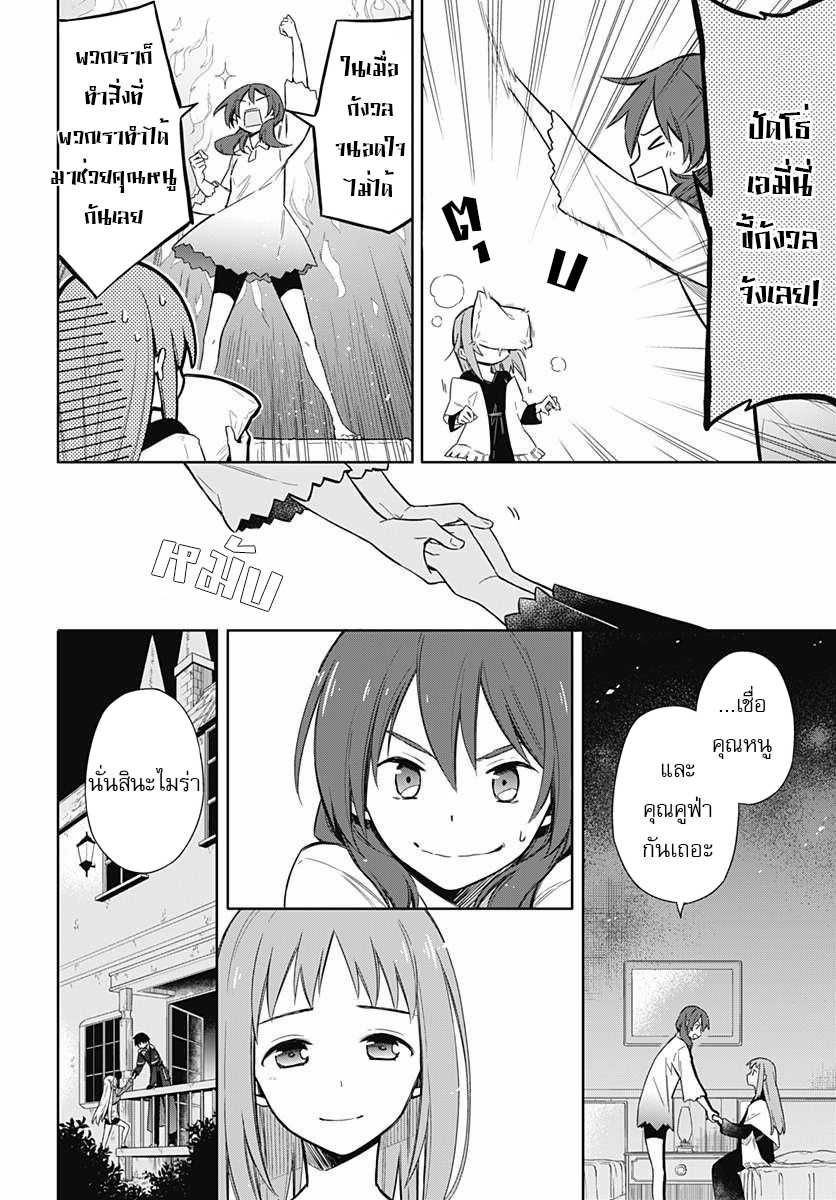 ปัดโธ่
เอมี่นี่
ขี้กังวล
จังเลย!
ตุ
บ
ในเมื่อ
กังวล
จนอดใจ
ไม่ได้
พวกเราก็
ทำสิ่งที่
พวกเราทำได้
มาช่วยคุณหนู
กันเลย
หมับ
...เชื่อ
คุณหนู
และ
คุณคูฟ่า
กันเถอะ
นั่นสินะไมร่า